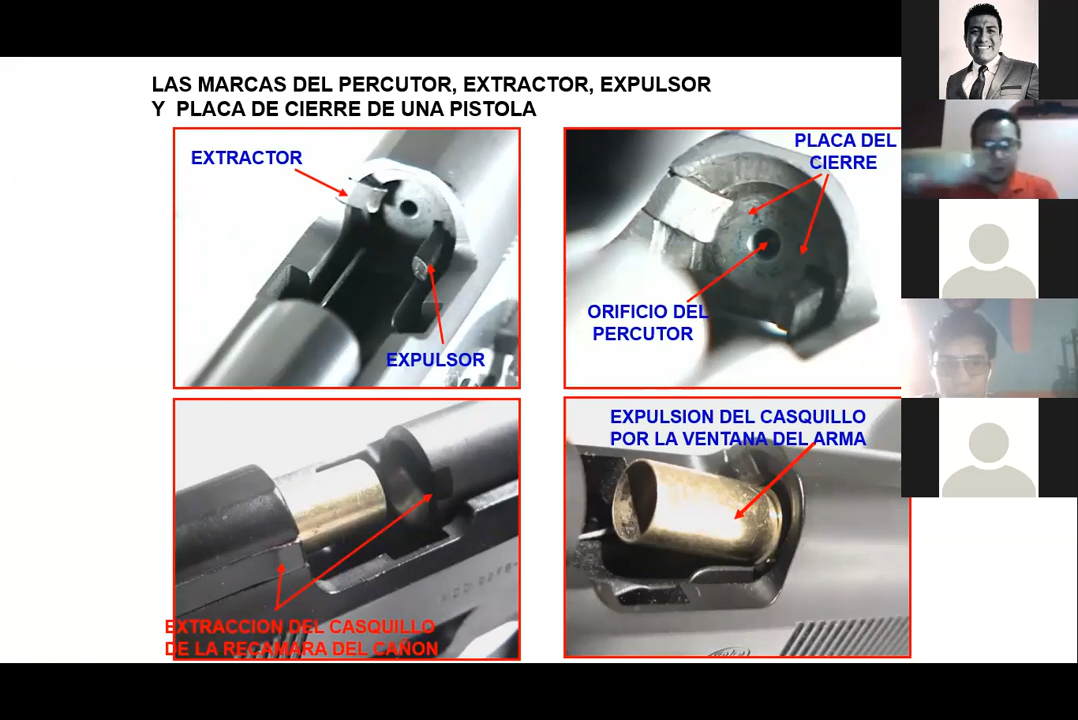 LAS MARCAS DEL PERCUTOR, EXTRACTOR, EXPULSOR
Y PLACA DE CIERRE DE UNA PISTOLA
EXTRACTOR
EXPULSOR
PLACA DEL
CIERRE
ORIFICIO DEL
PERCUTOR
EXTRACCION DEL CASQUILLO
DE LA RECAMARA DEL CAÑON
EXPULSION DEL CASQUILLO
POR LA VENTANA DEL ARMA